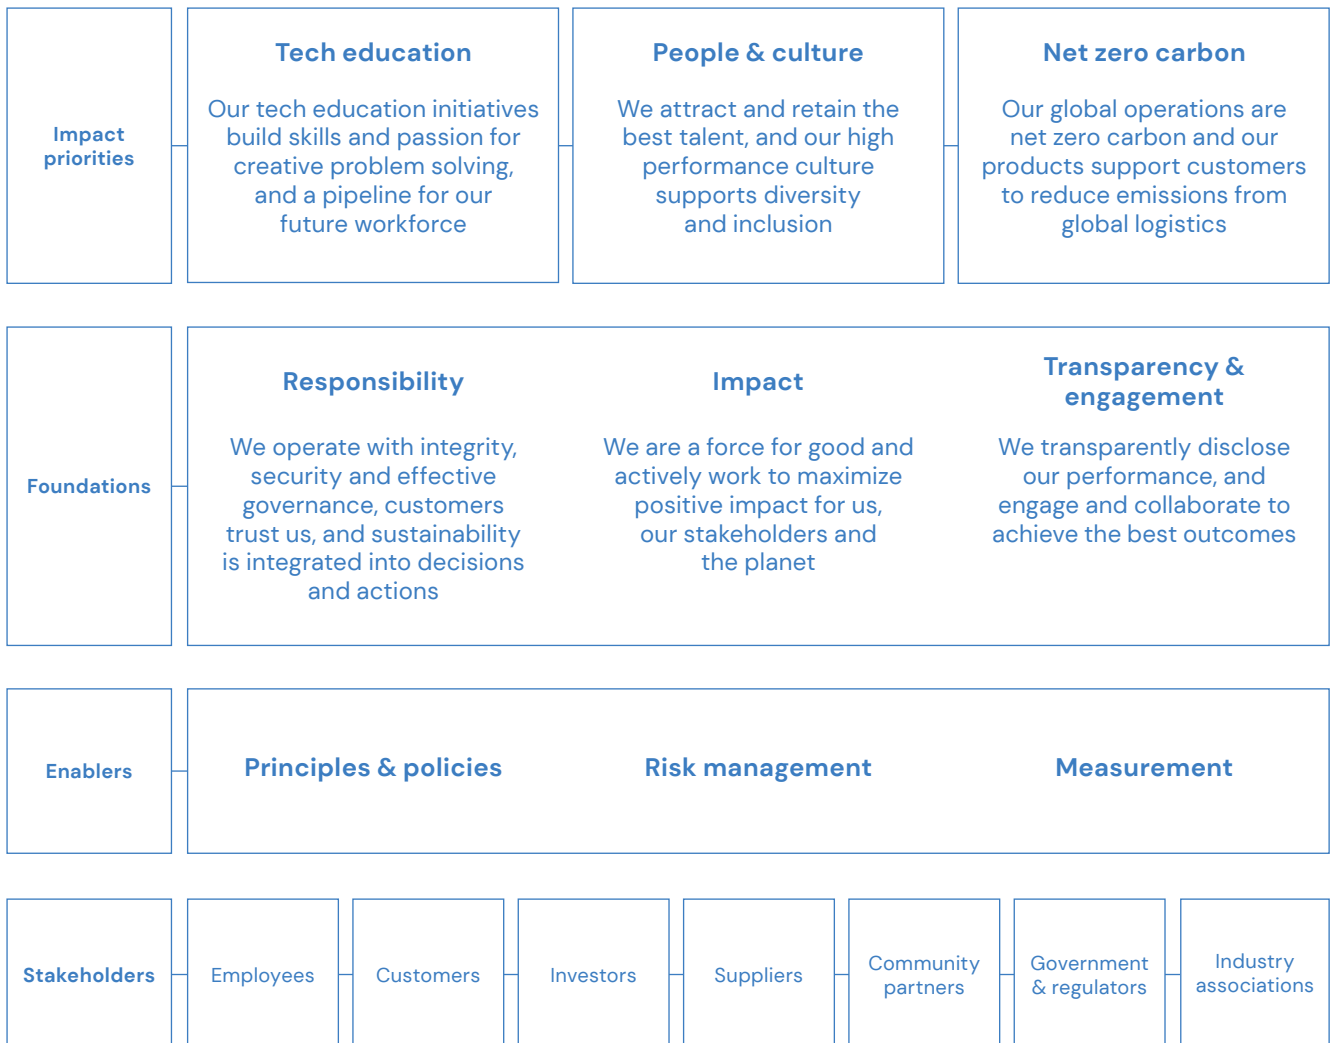 Impact
priorities
Tech education
Our tech education initiatives
build skills and passion for
creative problem solving,
and a pipeline for our
future workforce
People & culture
We attract and retain the
best talent, and our high
performance culture
supports diversity
and inclusion
Net zero carbon
Our global operations are
net zero carbon and our
products support customers
to reduce emissions from
global logistics
Foundations
Responsibility
We operate with integrity,
security and effective
governance, customers
trust us, and sustainability
is integrated into decisions
and actions
Impact
We are a force for good and
actively work to maximize
positive impact for us,
our stakeholders and
the planet
Transparency &
engagement
We transparently disclose
our performance, and
engage and collaborate to
achieve the best outcomes
Enablers
Principles & policies
Risk management
Measurement
Stakeholders
Employees
Customers
Investors
Suppliers
Community
partners
Government
& regulators
Industry
associations